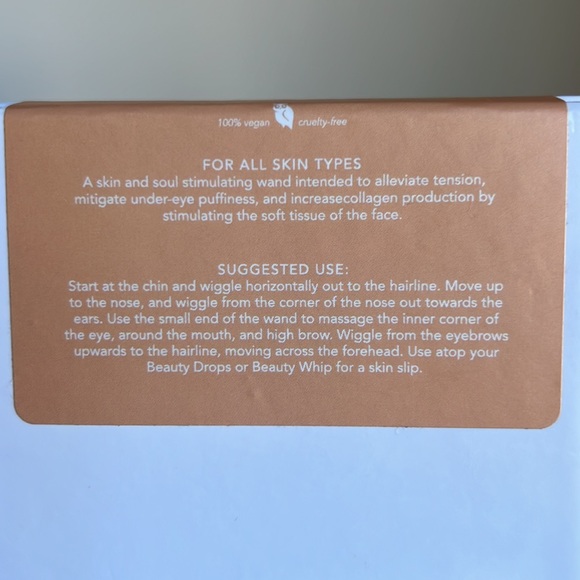 100% vegan cruelty-free
FOR ALL SKIN TYPES
A skin and soul stimulating wand intended to alleviate tension,
mitigate under-eye puffiness, and increasecollagen production by
stimulating the soft tissue of the face.
SUGGESTED USE:
Start at the chin and wiggle horizontally out to the hairline. Move up
to the nose, and wiggle from the corner of the nose out towards the
ears. Use the small end of the wand to massage the inner corner of
the eye, around the mouth, and high brow. Wiggle from the eyebrows
upwards to the hairline, moving across the forehead. Use atop your
Beauty Drops or Beauty Whip for a skin slip.